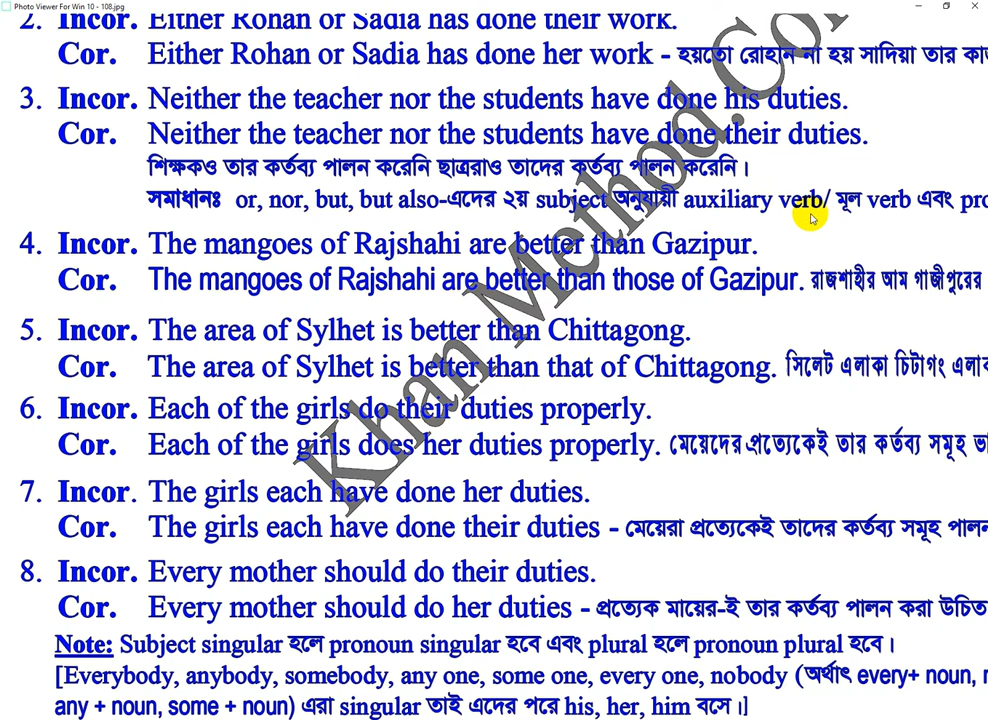 Photo Viewer For Win 10 - 108.jpg
2. Incor. Either Rohan or Sadia has done their work.
Cor. Either Rohan or Sadia has done her work - হয়তো রোহান না হয় সাদিয়া তার
3. Incor. Neither the teacher nor the students have done his duties.
Cor. Neither the teacher nor the students have done their duties.
শিক্ষকও তার কর্তব্য পালন করেনি ছাত্ররাও তাদের কর্তব্য পালন করেনি।
সমাধানঃ or, nor, but, but also-এদের ২য় subject অনুযায়ী auxiliary verb/ মূল verb এবং
4. Incor. The mangoes of Rajshahi are better than Gazipur.
Cor. The mangoes of Rajshahi are better than those of Gazipur. রাজশাহীর আম গাজীপুরের
5. Incor. The area of Sylhet is better than Chittagong.
Cor. The area of Sylhet is better than that of Chittagong. সিলেট এলাকা চিটাগং
6. Incor. Each of the girls do their duties properly.
Cor. Each of the girls does her duties properly. মেয়েদের প্রত্যেকেই তার কর্তব্য সমূহ
7. Incor. The girls each have done her duties.
Cor. The girls each have done their duties - মেয়েরা প্রত্যেকেই তাদের কর্তব্য সমূহ পালন
8. Incor. Every mother should do their duties.
Cor. Every mother should do her duties - প্রত্যেক মায়ের-ই তার কর্তব্য পালন করা উচিত
Note: Subject singular হলে pronoun singular হবে এবং plural হলে pronoun plural হবে।
[Everybody, anybody, somebody, any one, some one, every one, nobody (অর্থাৎ every+ noun,
any + noun, some + noun) এরা singular তাই এদের পরে his, her, him বসে।]
Khan Method.Co